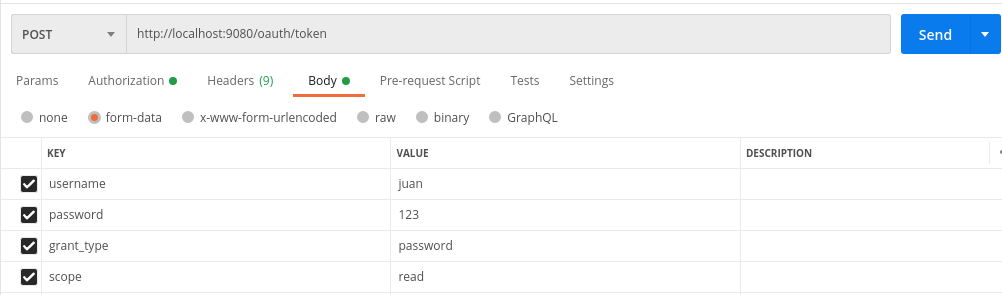 POST http://localhost:9080/oauth/token Send
Params Authorization Headers (9) Body Pre-request Script Tests Settings
none form-data x-www-form-urlencoded raw binary GraphQL
KEY VALUE DESCRIPTION
username juan
password 123
grant_type password
scope read